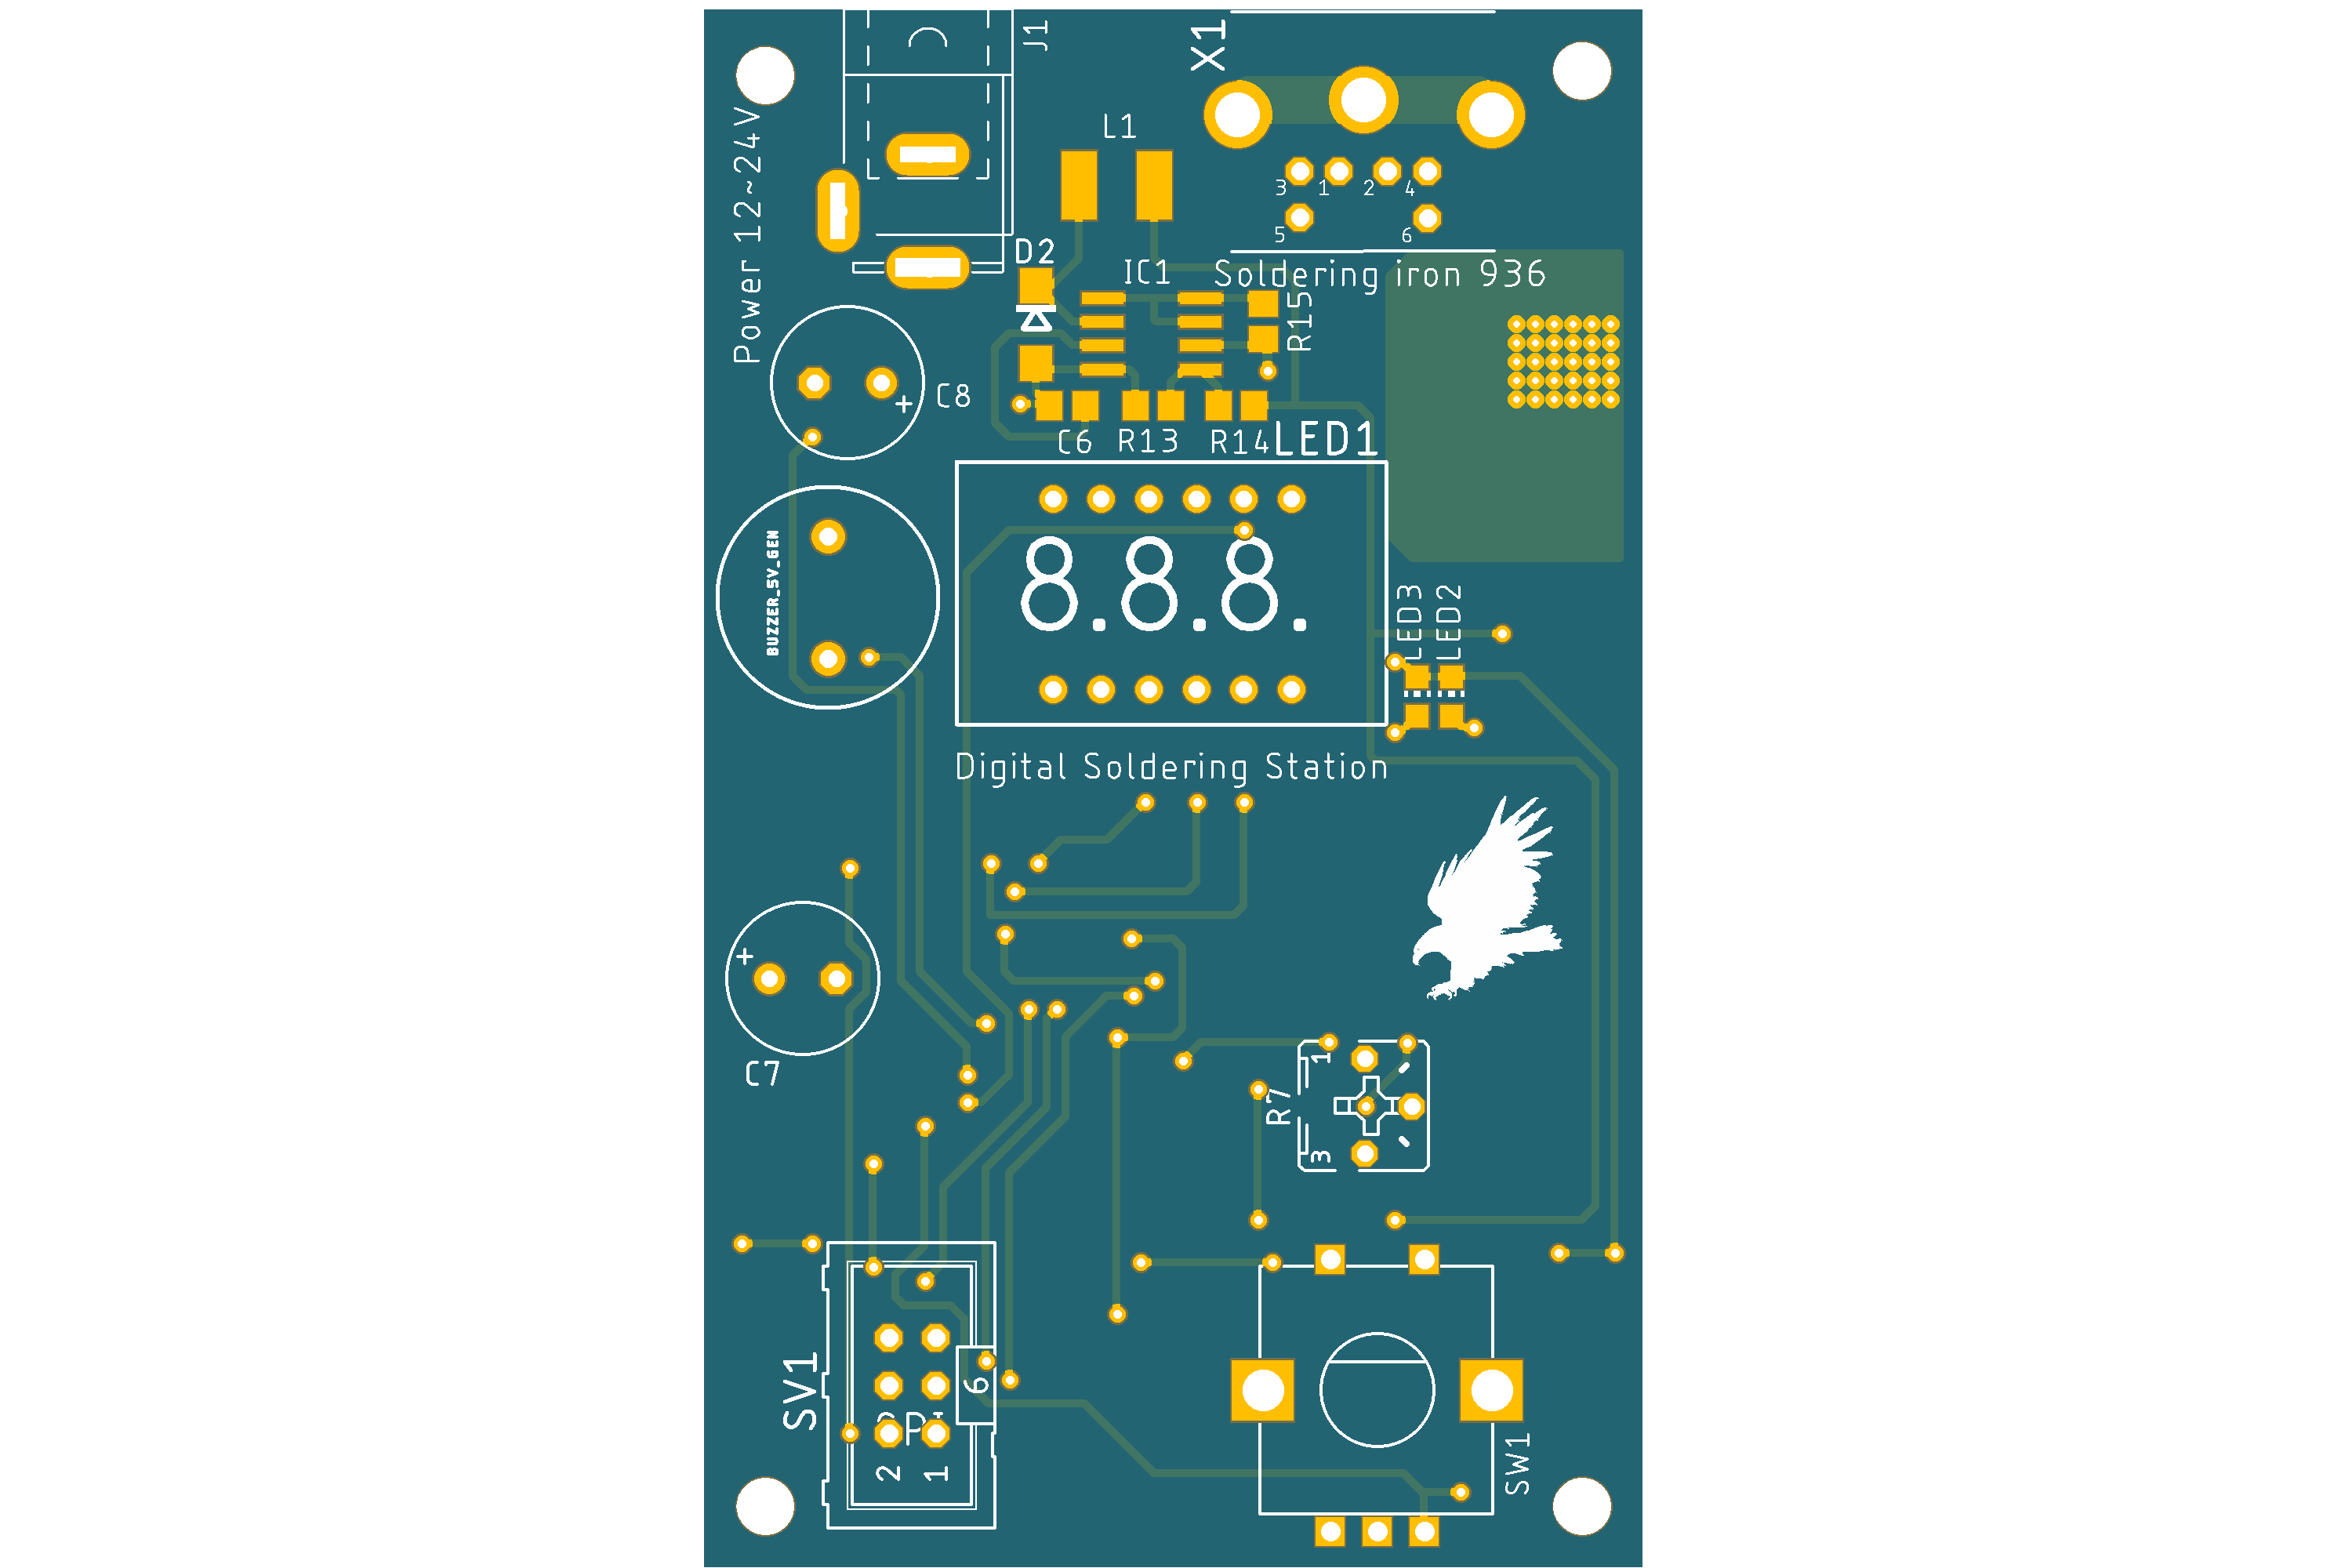 J1
X1
Power 12~24V
L1
3 1 2 4
5 6
D2
IC1
Soldering iron 936
R15
C8
+
C6
R13
R14
LED1
BUZZER_5V_GEN
8.8.8.
LED3
LED2
Digital Soldering Station
+
C7
1
R7
3
SV1
6
2
1
SW1